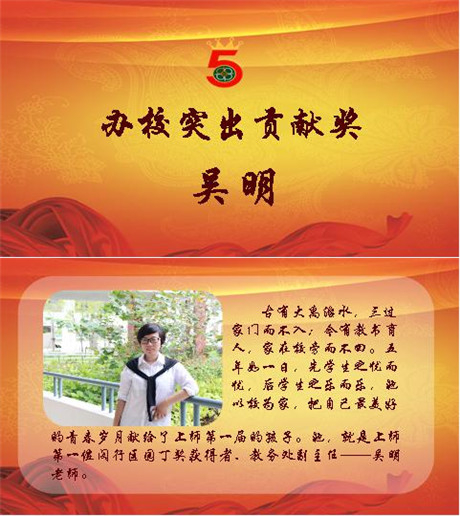 5
办校突出贡献奖
吴明
古有大禹治水，三过
家门而不入；今有教书育
人，家在校旁而不回。五
年如一日，先学生之忧而
忧，后学生之乐而乐，她
以校为家，把自己最美好
的青春岁月献给了上师第一届的孩子。她，就是上师
第一位闵行区园丁奖获得者、教务处副主任——吴明
老师。